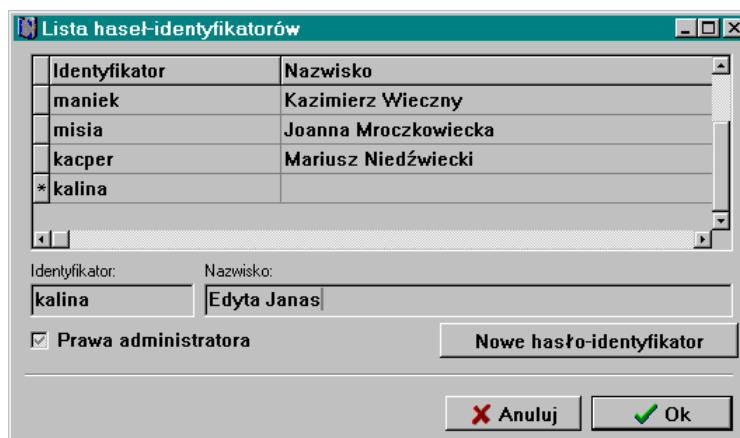 Lista haseł-identyfikatorów
Identyfikator Nazwisko
maniek Kazimierz Wieczny
misia Joanna Mroczkowiecka
kacper Mariusz Niedźwiecki
* kalina
Identyfikator: Nazwisko:
kalina Edyta Janas
Prawa administratora Nowe hasło-identyfikator
Anuluj Ok